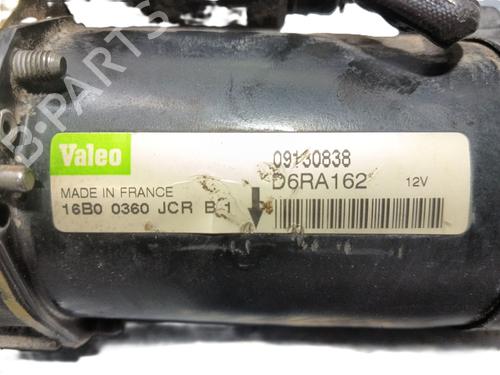 B-PARTS
Valeo
09130838
MADE IN FRANCE
D6RA162
12V
16B0 0360 JCR B 1